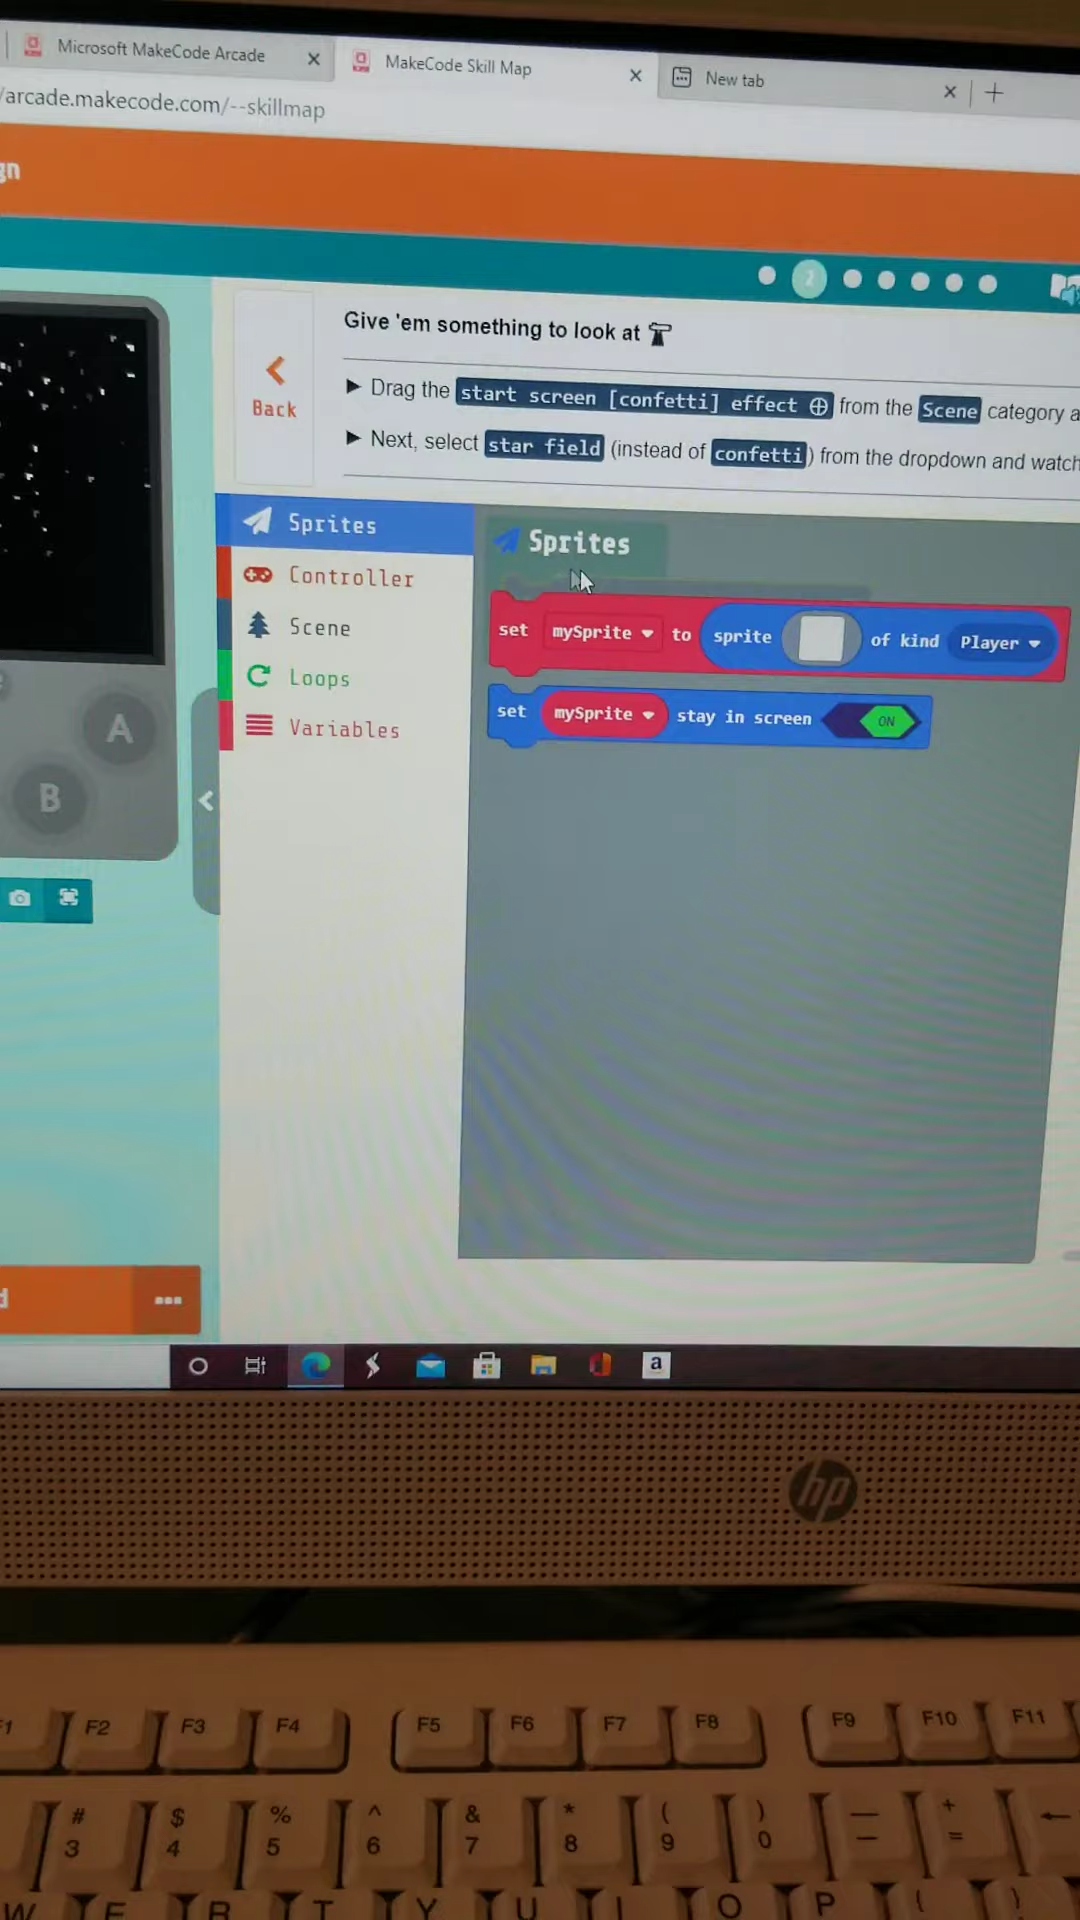 Microsoft MakeCode Arcade
MakeCode Skill Map
New tab
/arcade.makecode.com/--skillmap
gn
2
Give 'em something to look at
Back
Drag the start screen [confetti] effect ⊕ from the Scene category a
Next, select star field (instead of confetti) from the dropdown and watch
Sprites
Controller
Scene
Loops
Variables
Sprites
set mySprite to sprite of kind Player
set mySprite stay in screen ON
A
B
d
a
hp
F1 F2 F3 F4 F5 F6 F7 F8 F9 F10 F11
# $ % ^ & * ( ) — +
3 4 5 6 7 8 9 0 – = ←
W E R T Y U I O P { }